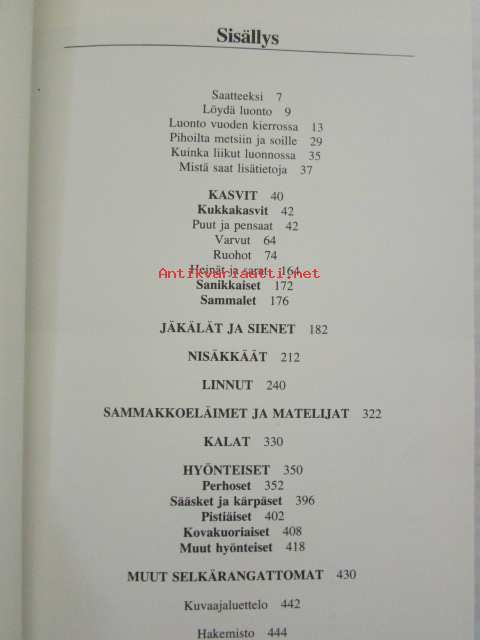 Sisällys
Saatteeksi 7
Löydä luonto 9
Luonto vuoden kierrossa 13
Pihoilta metsiin ja soille 29
Kuinka liikut luonnossa 35
Mistä saat lisätietoja 37
KASVIT 40
Kukkakasvit 42
Puut ja pensaat 42
Varvut 64
Ruohot 74
Heinät ja sarat 164
Antikvariaatti.net
Sanikkaiset 172
Sammalet 176
JÄKÄLÄT JA SIENET 182
NISÄKKÄÄT 212
LINNUT 240
SAMMAKKOELÄIMET JA MATELIJAT 322
KALAT 330
HYÖNTEISET 350
Perhoset 352
Sääsket ja kärpäset 396
Pistiäiset 402
Kovakuoriaiset 408
Muut hyönteiset 418
MUUT SELKÄRANGATTOMAT 430
Kuvaajaluettelo 442
Hakemisto 444